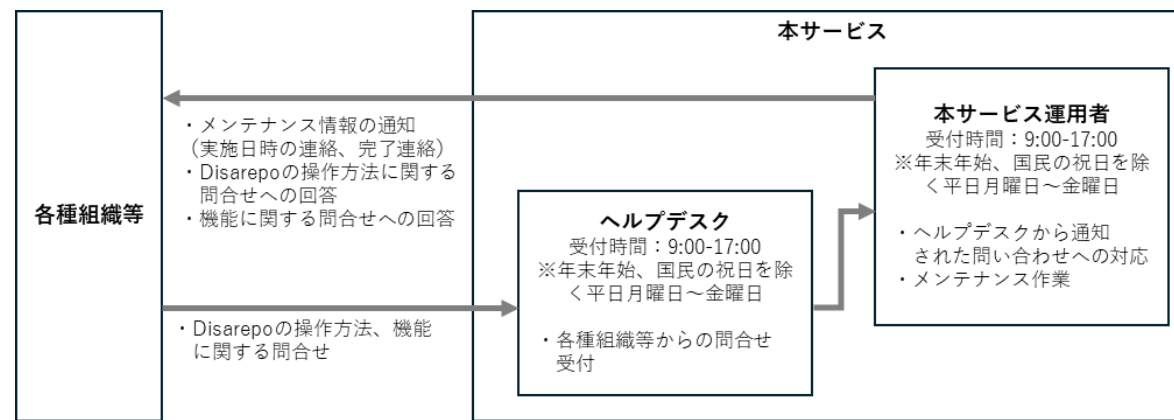 本サービス
各種組織等
・メンテナンス情報の通知
（実施日時の連絡、完了連絡）
・Disarepoの操作方法に関する
問合せへの回答
・機能に関する問合せへの回答
・Disarepoの操作方法、機能
に関する問合せ
ヘルプデスク
受付時間：9:00-17:00
※年末年始、国民の祝日を除
く平日月曜日～金曜日
・各種組織等からの問合せ
受付
本サービス運用者
受付時間：9:00-17:00
※年末年始、国民の祝日を除
く平日月曜日～金曜日
・ヘルプデスクから通知
された問い合わせへの対応
・メンテナンス作業